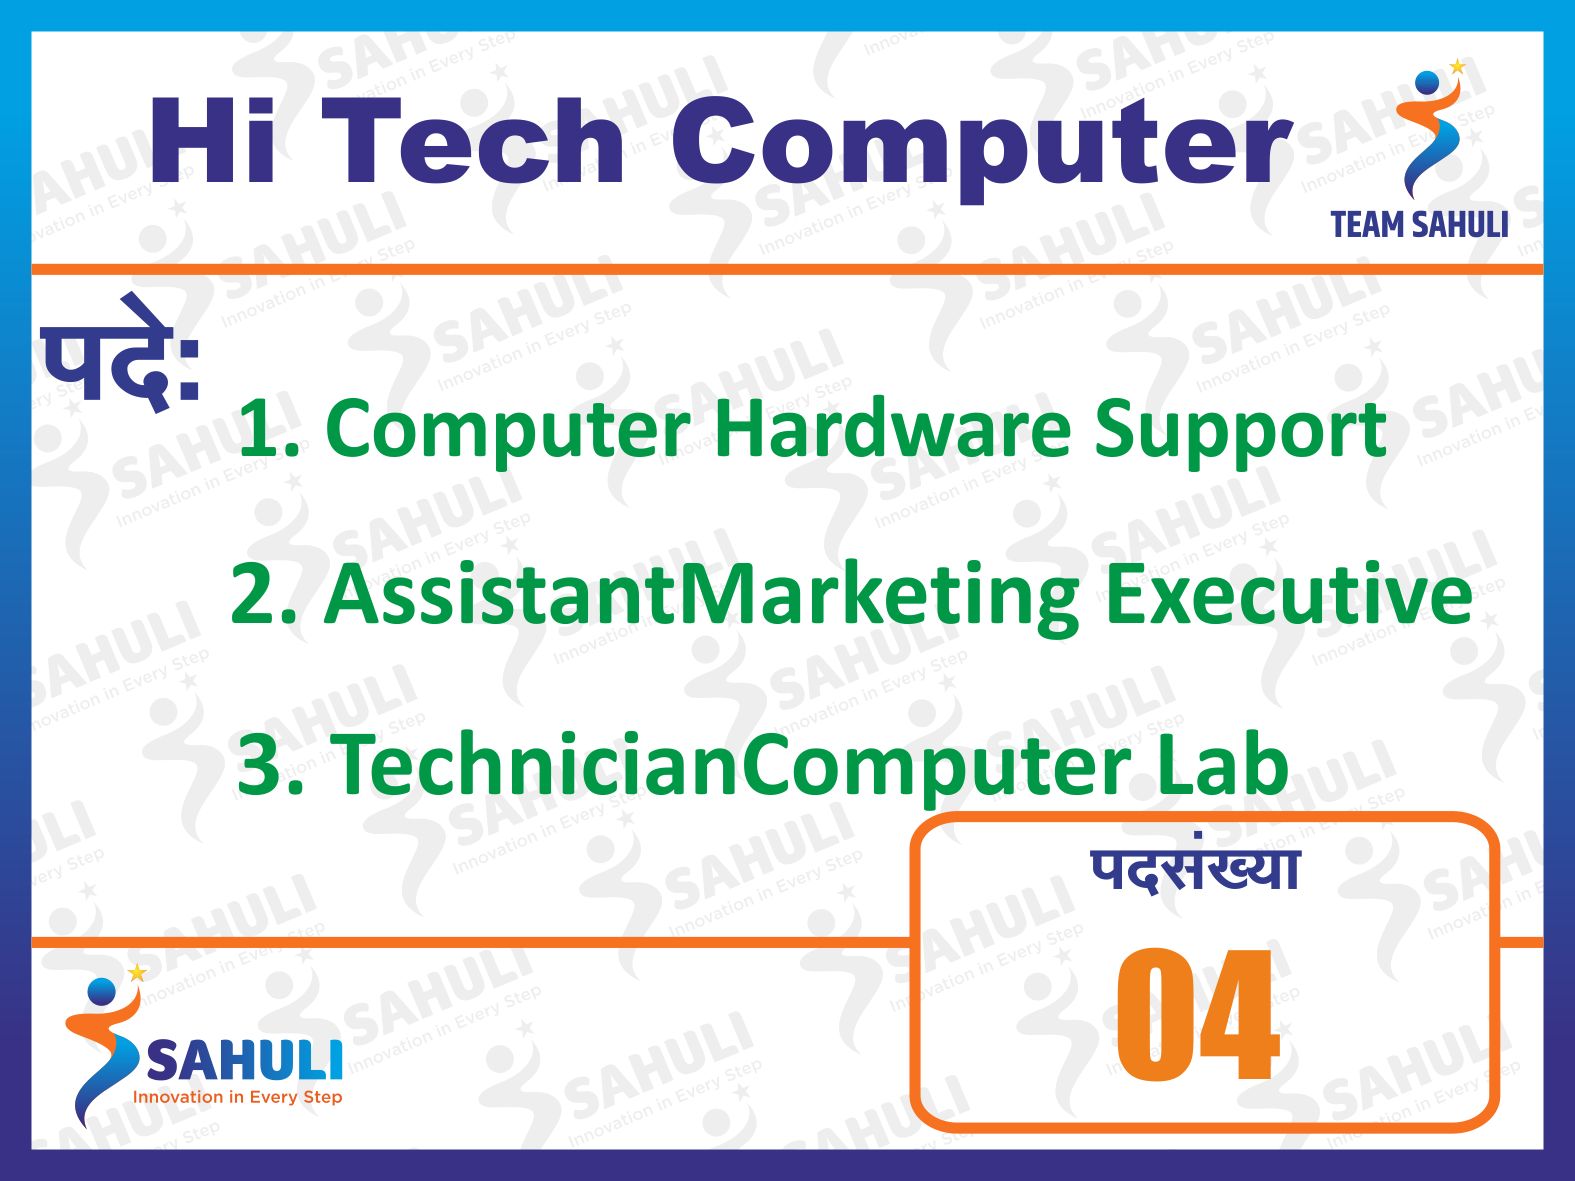 Hi Tech Computer
TEAM SAHULI
पदे:
1. Computer Hardware Support
2. AssistantMarketing Executive
3. TechnicianComputer Lab
पदसंख्या
04
SAHULI
Innovation in Every Step